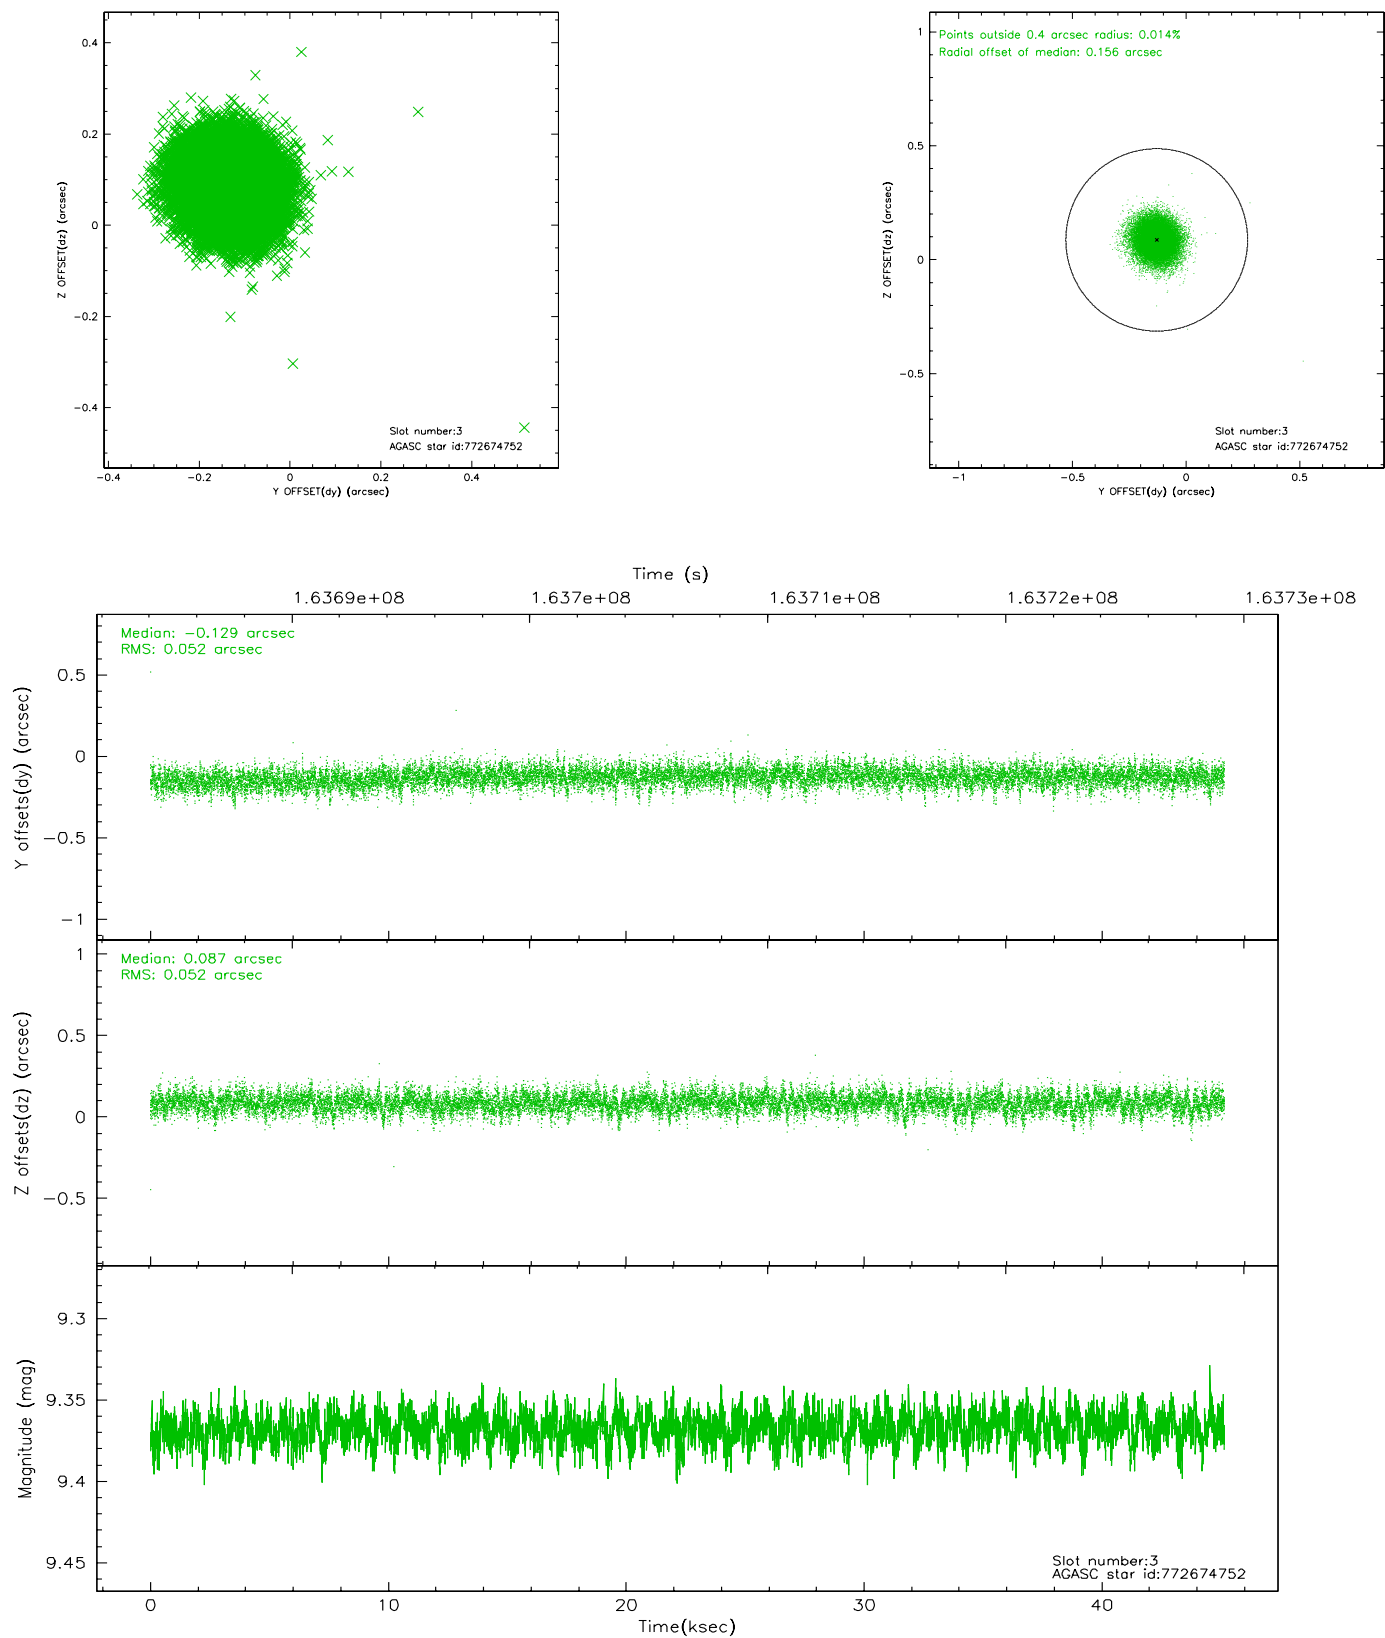 0.4
0.2
0
-0.2
-0.4
Z OFFSET(dz) (arcsec)
Slot number:3
AGASC star id:772674752
-0.4 -0.2 0 0.2 0.4
Y OFFSET(dy) (arcsec)
Points outside 0.4 arcsec radius: 0.014%
Radial offset of median: 0.156 arcsec
1
0.5
0
-0.5
Z OFFSET(dz) (arcsec)
Slot number:3
AGASC star id:772674752
-1 -0.5 0 0.5
Y OFFSET(dy) (arcsec)
Time (s)
1.6369e+08 1.637e+08 1.6371e+08 1.6372e+08 1.6373e+08
Median: -0.129 arcsec
RMS: 0.052 arcsec
0.5
0
-0.5
-1
Y offsets(dy) (arcsec)
Median: 0.087 arcsec
RMS: 0.052 arcsec
1
0.5
0
-0.5
Z offsets(dz) (arcsec)
9.3
9.35
9.4
9.45
Magnitude (mag)
Slot number:3
AGASC star id:772674752
0 10 20 30 40
Time(ksec)